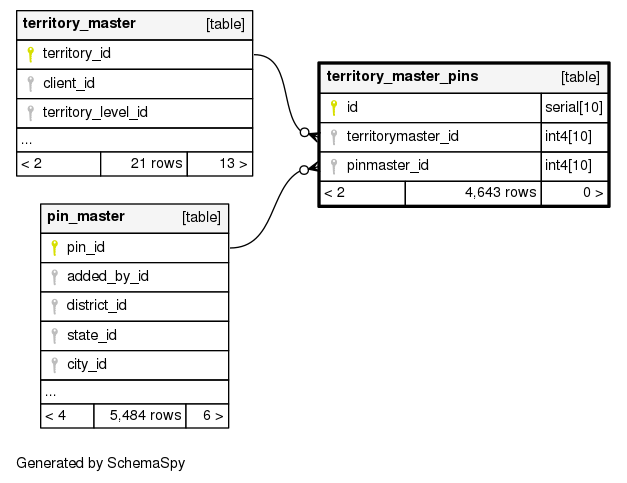 territory_master [table]
territory_id
client_id
territory_level_id
...
< 2 21 rows 13 >
territory_master_pins [table]
id serial[10]
territorymaster_id int4[10]
pinmaster_id int4[10]
< 2 4,643 rows 0 >
pin_master [table]
pin_id
added_by_id
district_id
state_id
city_id
...
< 4 5,484 rows 6 >
Generated by SchemaSpy